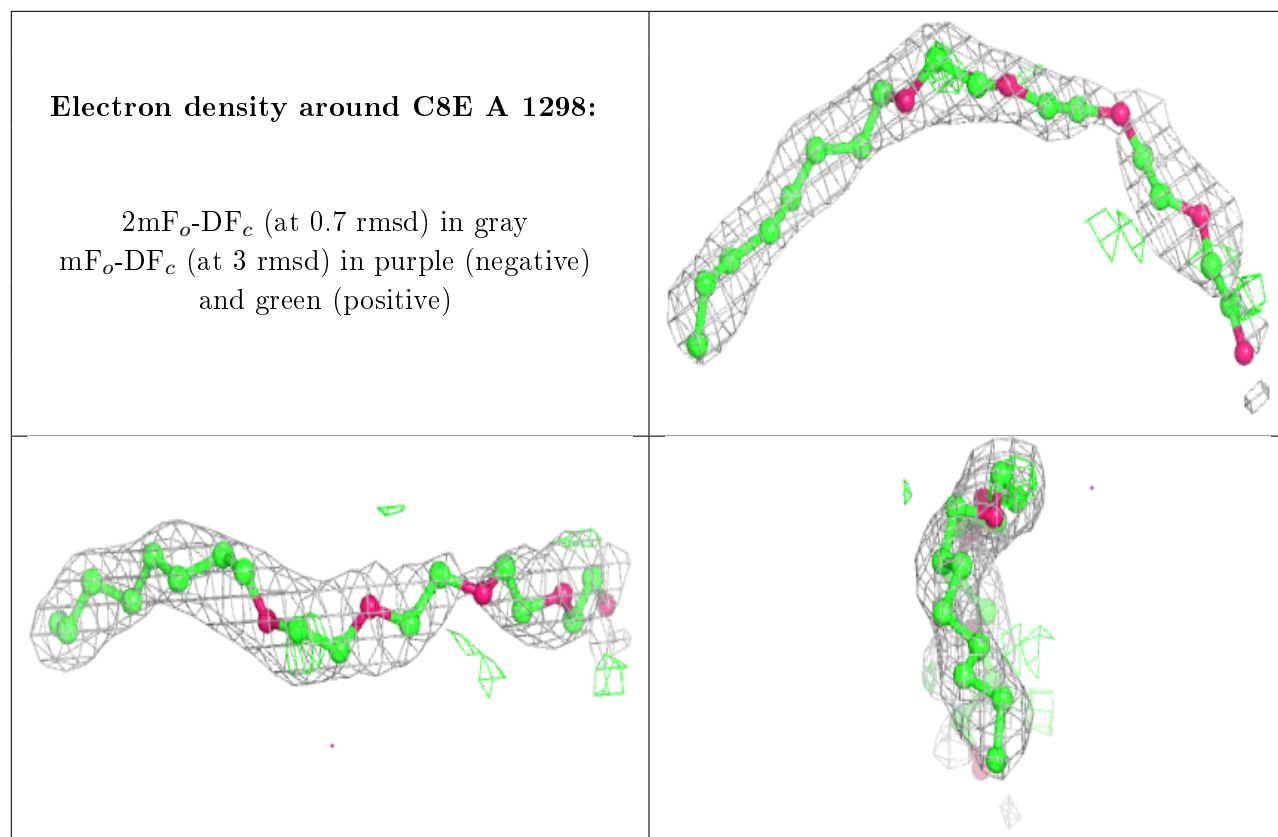 Electron density around C8E A 1298:
2mFo-DFc (at 0.7 rmsd) in gray
mFo-DFc (at 3 rmsd) in purple (negative)
and green (positive)